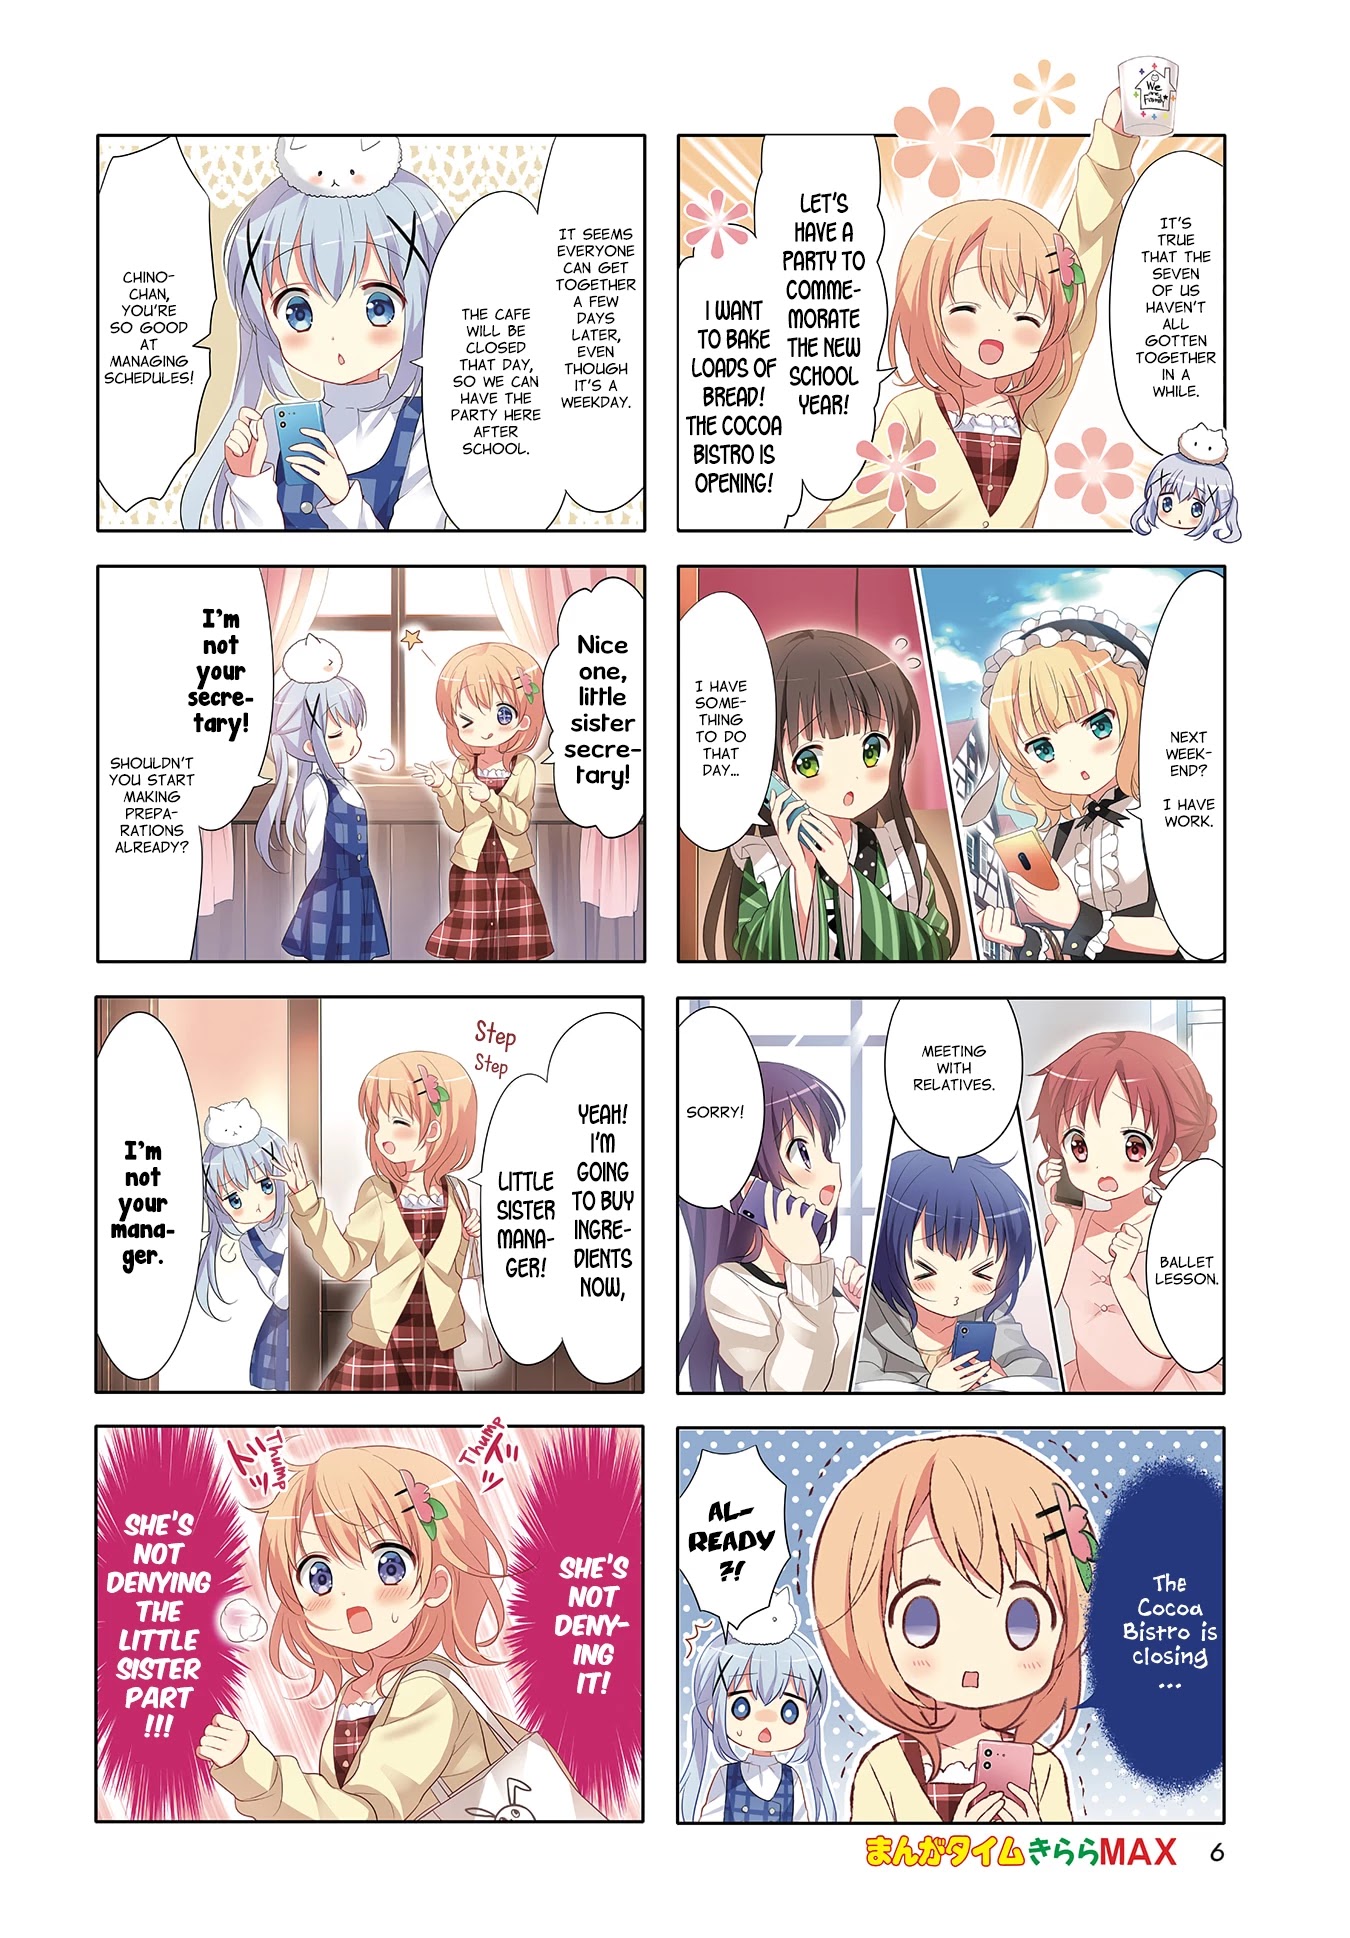 We
are
Family
IT'S
TRUE
THAT THE
SEVEN
OF US
HAVEN'T
ALL
GOTTEN
TOGETHER
IN A
WHILE.
LET'S
HAVE A
PARTY TO
COMME-
MORATE
THE NEW
SCHOOL
YEAR!
I WANT
TO BAKE
LOADS OF
BREAD!
THE COCOA
BISTRO IS
OPENING!
NEXT
WEEK-
END?
I HAVE
WORK.
I HAVE
SOME-
THING
TO DO
THAT
DAY...
BALLET
LESSON.
MEETING
WITH
RELATIVES.
SORRY!
The
Cocoa
Bistro is
closing
...
AL-
READY
?!
IT SEEMS
EVERYONE
CAN GET
TOGETHER
A FEW
DAYS
LATER,
EVEN
THOUGH
IT'S A
WEEKDAY.
THE CAFE
WILL BE
CLOSED
THAT DAY,
SO WE CAN
HAVE THE
PARTY HERE
AFTER
SCHOOL.
CHINO-
CHAN,
YOU'RE
SO GOOD
AT
MANAGING
SCHEDULES!
Nice
one,
little
sister
secre-
tary!
I'm
not
your
secre-
tary!
SHOULDN'T
YOU START
MAKING
PREPA-
RATIONS
ALREADY?
Step
Step
YEAH!
I'M
GOING
TO BUY
INGRE-
DIENTS
NOW,
LITTLE
SISTER
MANA-
GER!
I'm
not
your
mana-
ger.
Thump
Thump
SHE'S
NOT
DENY-
ING
IT!
SHE'S
NOT
DENYING
THE
LITTLE
SISTER
PART
!!!
まんがタイムきららMAX 6